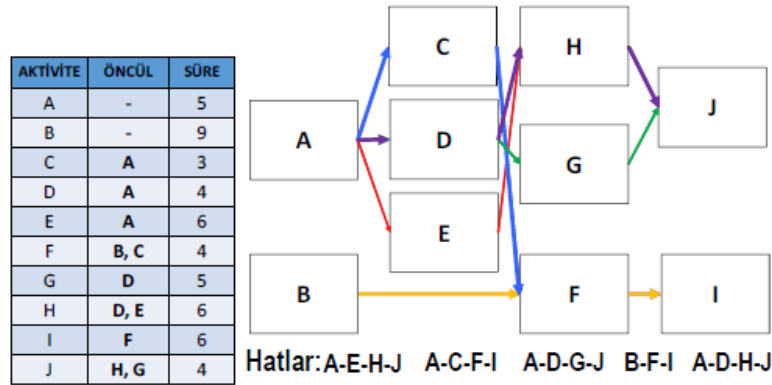 AKTİVİTE ÖNCÜL SÜRE
A - 5
B - 9
C A 3
D A 4
E A 6
F B, C 4
G D 5
H D, E 6
I F 6
J H, G 4
C H
A D J
G
E
B F I
Hatlar: A-E-H-J A-C-F-I A-D-G-J B-F-I A-D-H-J